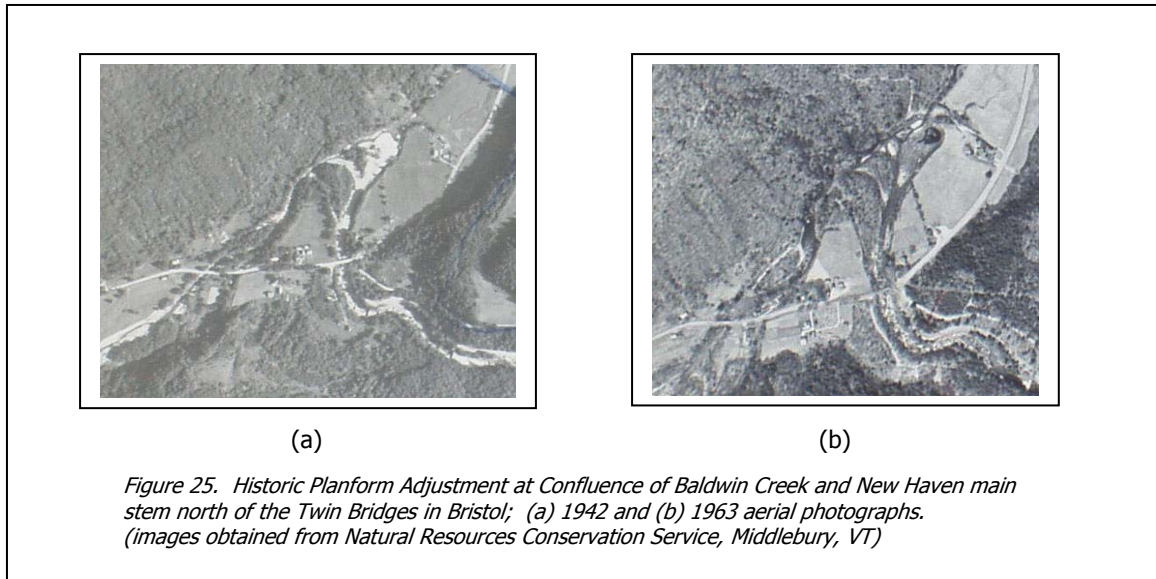 (a)
(b)
Figure 25.  Historic Planform Adjustment at Confluence of Baldwin Creek and New Haven main
stem north of the Twin Bridges in Bristol;  (a) 1942 and (b) 1963 aerial photographs.
(images obtained from Natural Resources Conservation Service, Middlebury, VT)